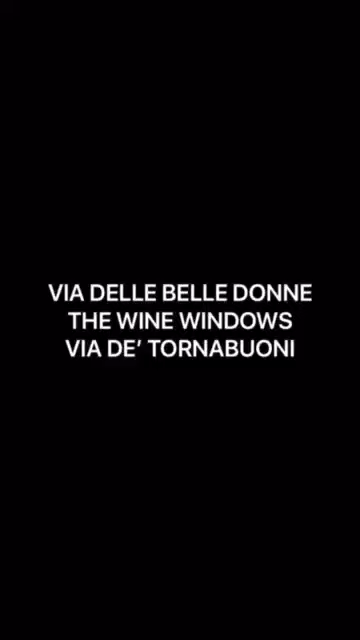 VIA DELLE BELLE DONNE
THE WINE WINDOWS
VIA DE’ TORNABUONI